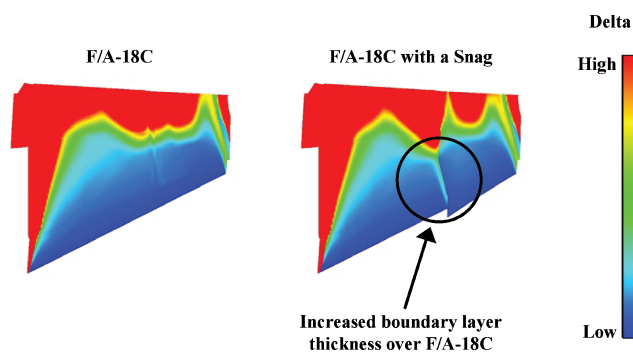 F/A-18C
F/A-18C with a Snag
Delta
High
Low
Increased boundary layer
thickness over F/A-18C